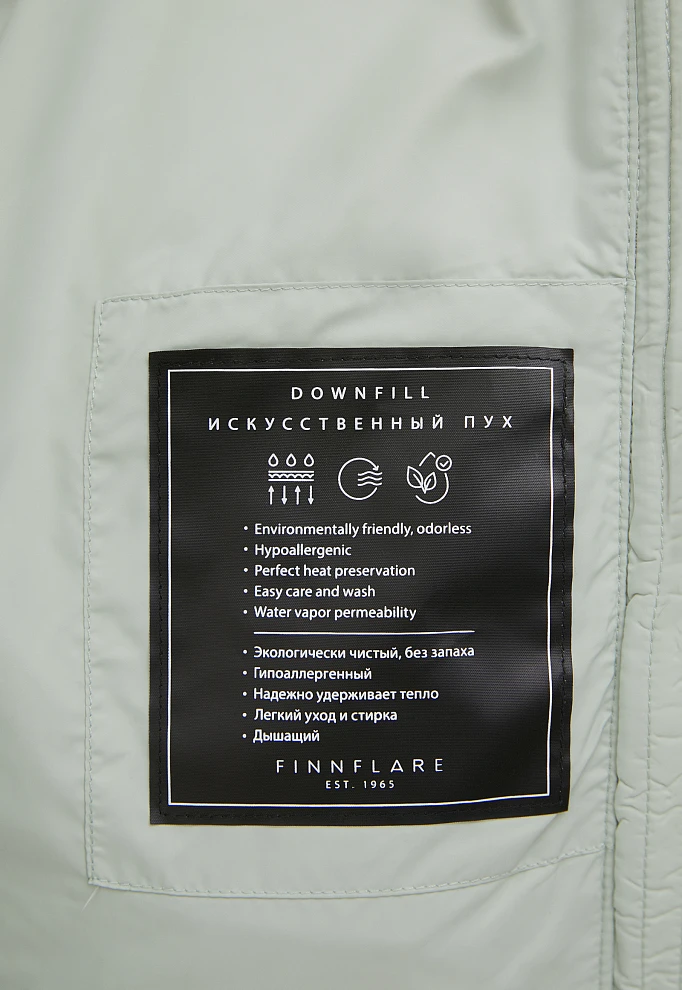 DOWNFILL
ИСКУССТВЕННЫЙ ПУХ
• Environmentally friendly, odorless
• Hypoallergenic
• Perfect heat preservation
• Easy care and wash
• Water vapor permeability
• Экологически чистый, без запаха
• Гипоаллергенный
• Надежно удерживает тепло
• Легкий уход и стирка
• Дышащий
FINNFLARE
EST. 1965